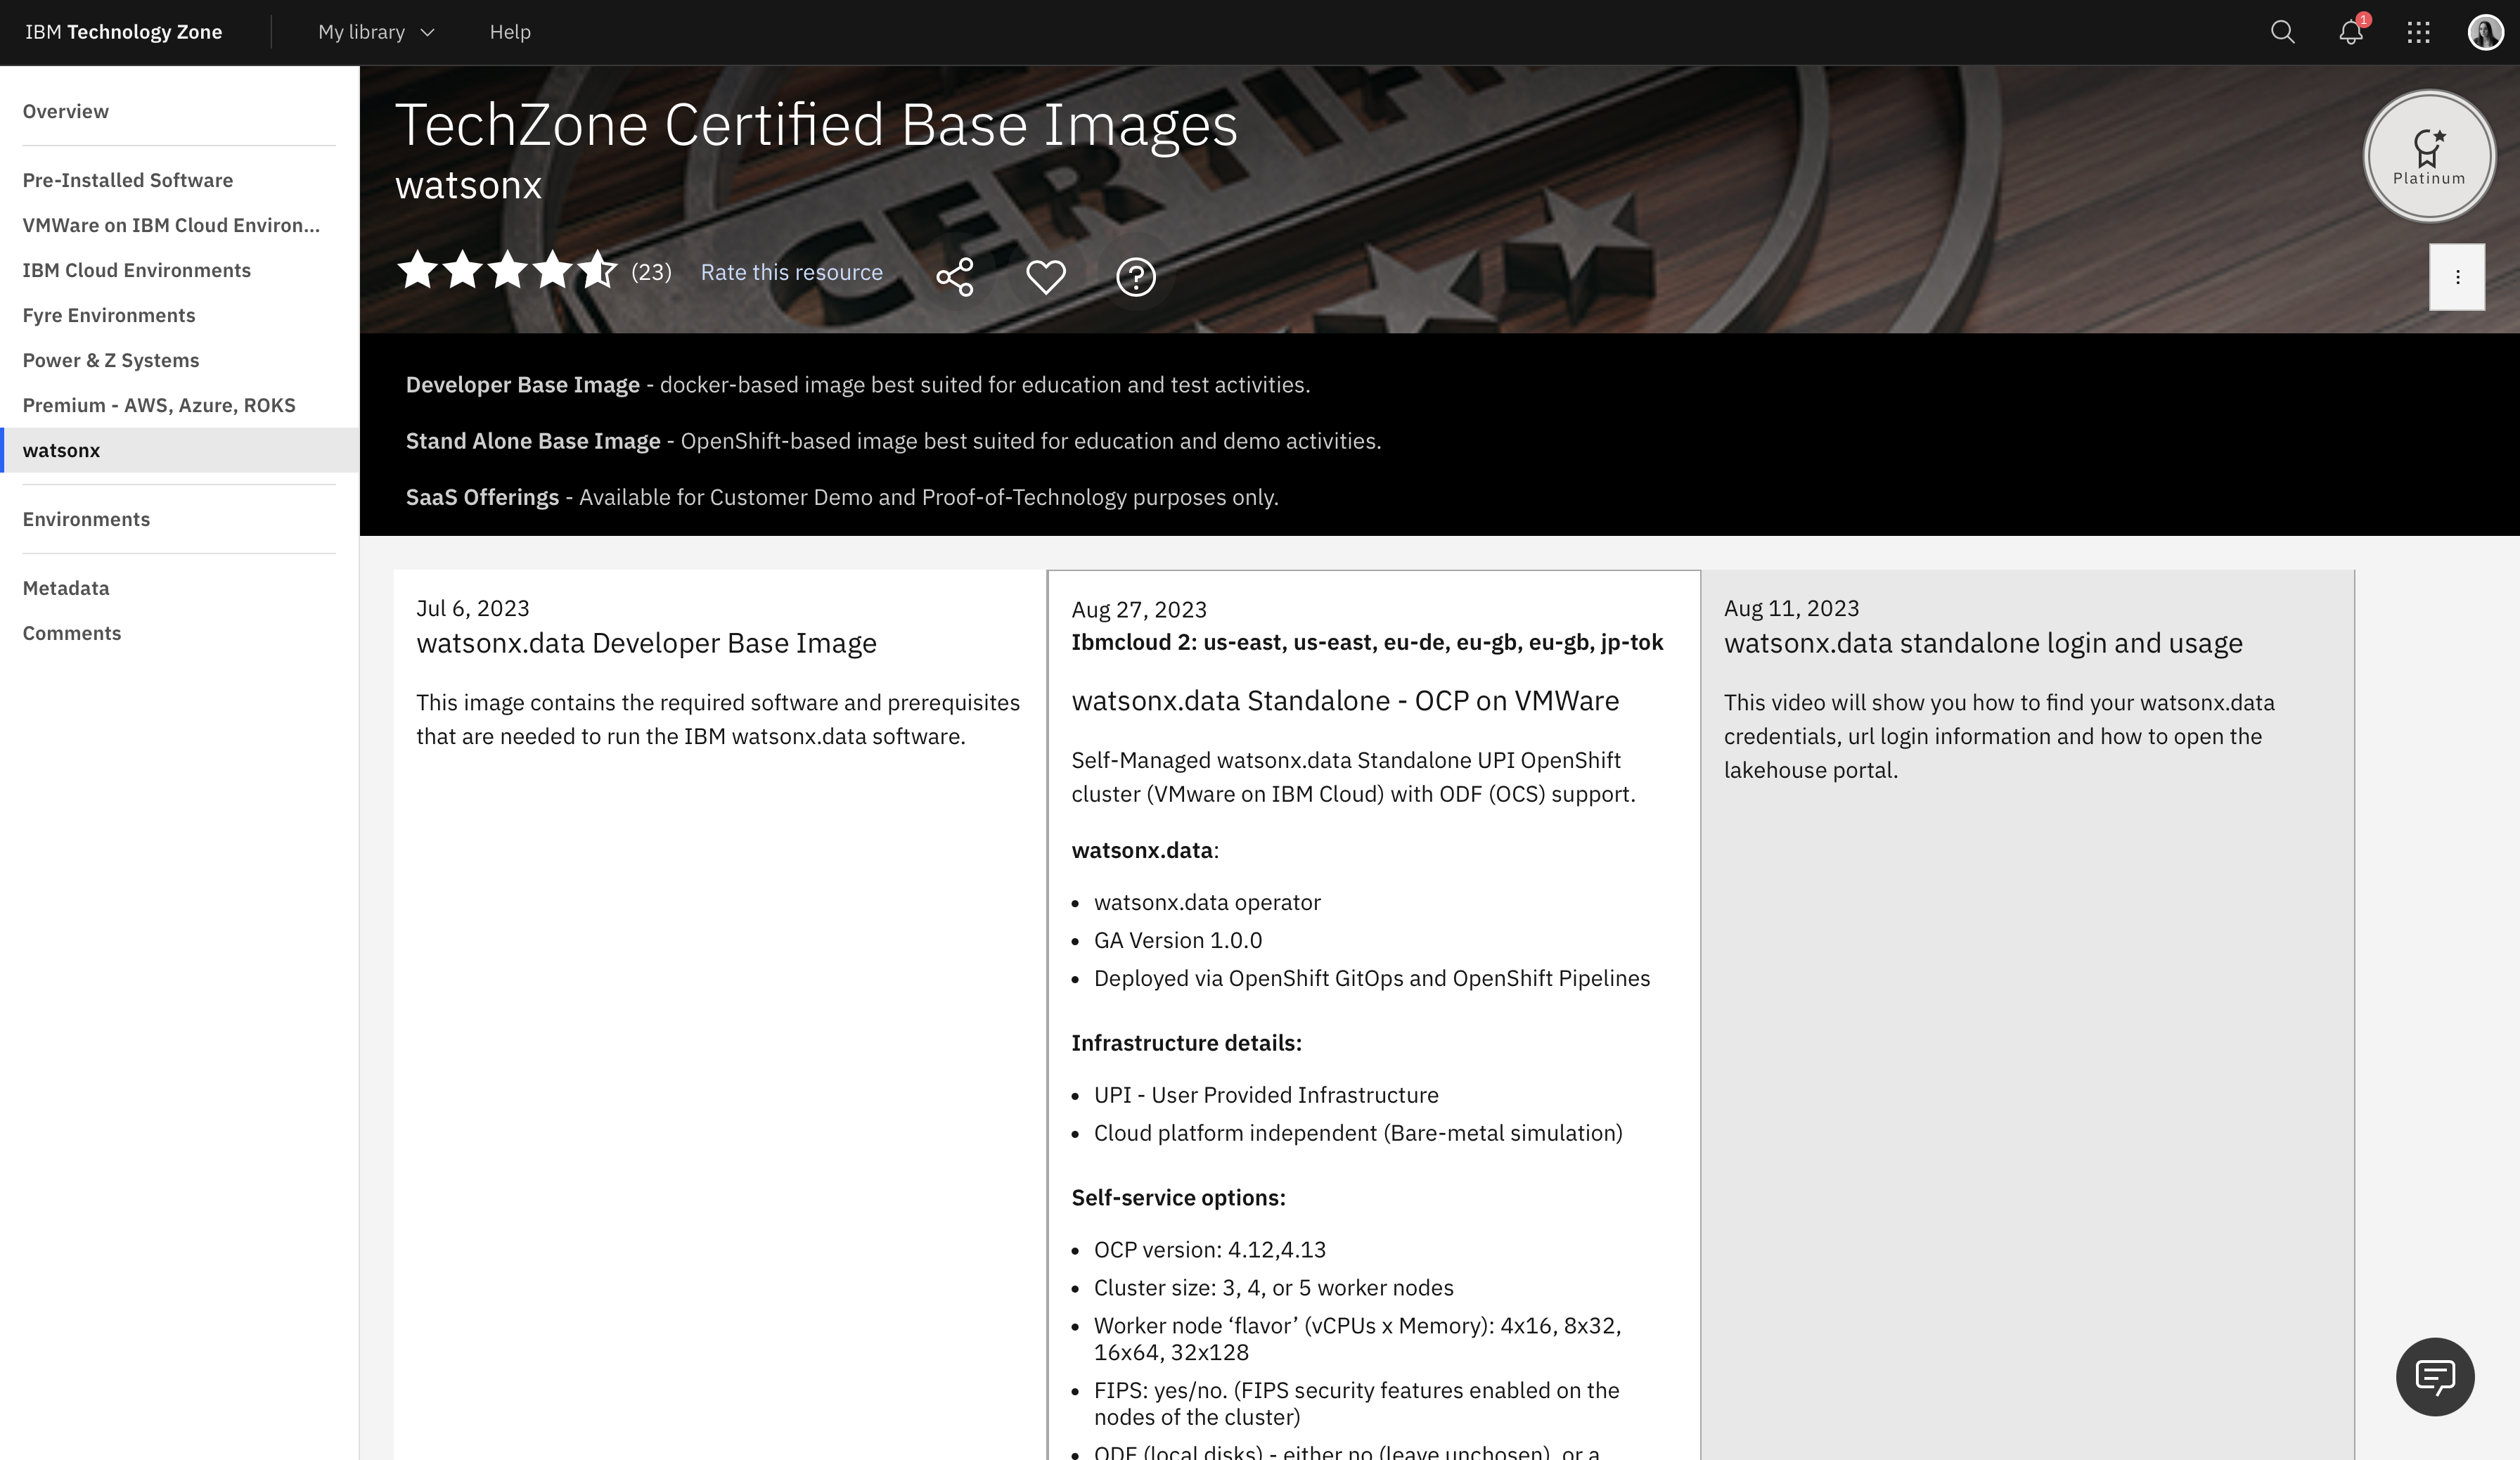 IBM Technology Zone
My library
Help
1
Overview
Pre-Installed Software
VMWare on IBM Cloud Environ...
IBM Cloud Environments
Fyre Environments
Power & Z Systems
Premium - AWS, Azure, ROKS
watsonx
Environments
Metadata
Comments
CERTIFI
TechZone Certified Base Images
watsonx
(23) Rate this resource
Platinum
Developer Base Image - docker-based image best suited for education and test activities.
Stand Alone Base Image - OpenShift-based image best suited for education and demo activities.
SaaS Offerings - Available for Customer Demo and Proof-of-Technology purposes only.
Jul 6, 2023
watsonx.data Developer Base Image
This image contains the required software and prerequisites
that are needed to run the IBM watsonx.data software.
Aug 27, 2023
Ibmcloud 2: us-east, us-east, eu-de, eu-gb, eu-gb, jp-tok
watsonx.data Standalone - OCP on VMWare
Self-Managed watsonx.data Standalone UPI OpenShift
cluster (VMware on IBM Cloud) with ODF (OCS) support.
watsonx.data:
• watsonx.data operator
• GA Version 1.0.0
• Deployed via OpenShift GitOps and OpenShift Pipelines
Infrastructure details:
• UPI - User Provided Infrastructure
• Cloud platform independent (Bare-metal simulation)
Self-service options:
• OCP version: 4.12,4.13
• Cluster size: 3, 4, or 5 worker nodes
• Worker node ‘flavor’ (vCPUs x Memory): 4x16, 8x32,
16x64, 32x128
• FIPS: yes/no. (FIPS security features enabled on the
nodes of the cluster)
• ODF (local disks) - either no (leave unchosen), or a
Aug 11, 2023
watsonx.data standalone login and usage
This video will show you how to find your watsonx.data
credentials, url login information and how to open the
lakehouse portal.